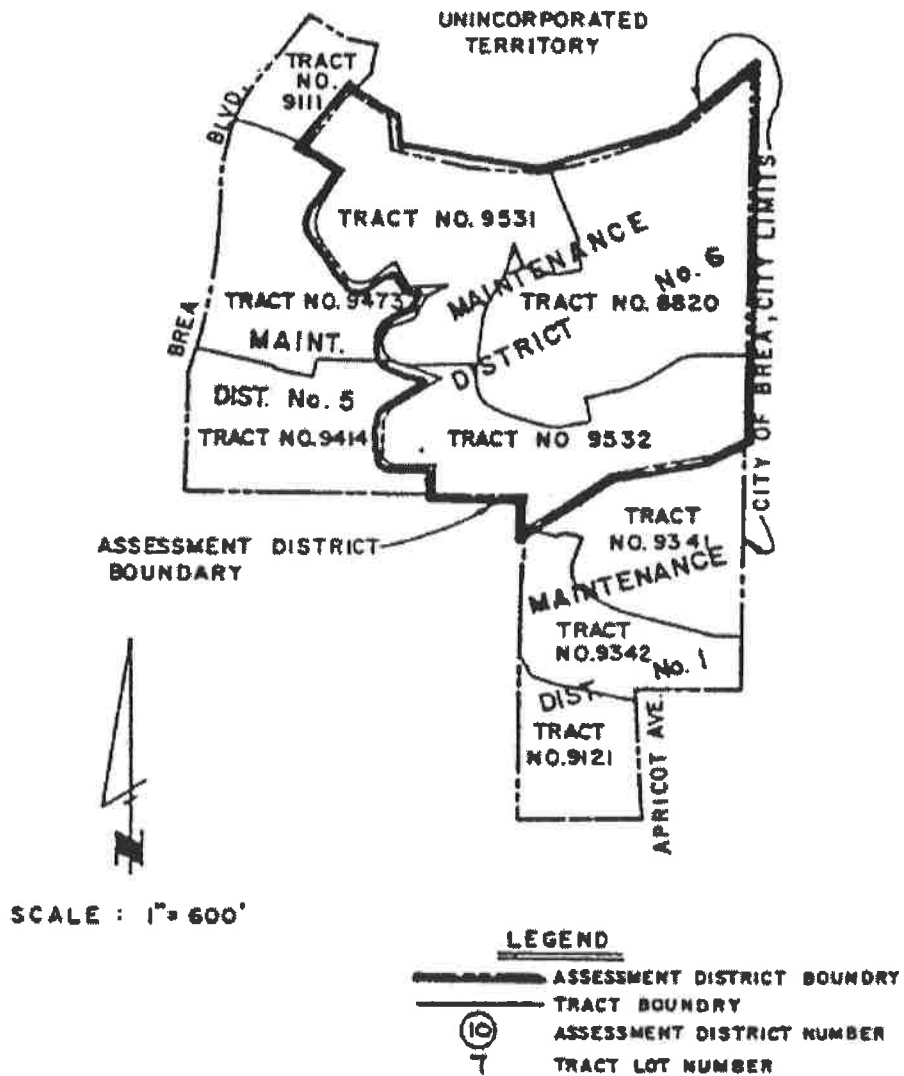 UNINCORPORATED
TERRITORY
TRACT
NO.
9111
BLVD.
BREA
TRACT NO. 9531
MAINTENANCE
DISTRICT
No. 6
TRACT NO. 8820
TRACT NO. 9473
MAINT.
DIST. No. 5
TRACT NO. 9414
TRACT NO 9532
CITY OF BREA, CITY LIMITS
ASSESSMENT DISTRICT
BOUNDARY
TRACT
NO. 9341
MAINTENANCE
TRACT
NO. 9342
No. 1
DIST.
TRACT
NO. 9121
APRICOT AVE.
N
SCALE : 1"= 600'
LEGEND
ASSESSMENT DISTRICT BOUNDRY
TRACT BOUNDRY
10 ASSESSMENT DISTRICT NUMBER
7 TRACT LOT NUMBER